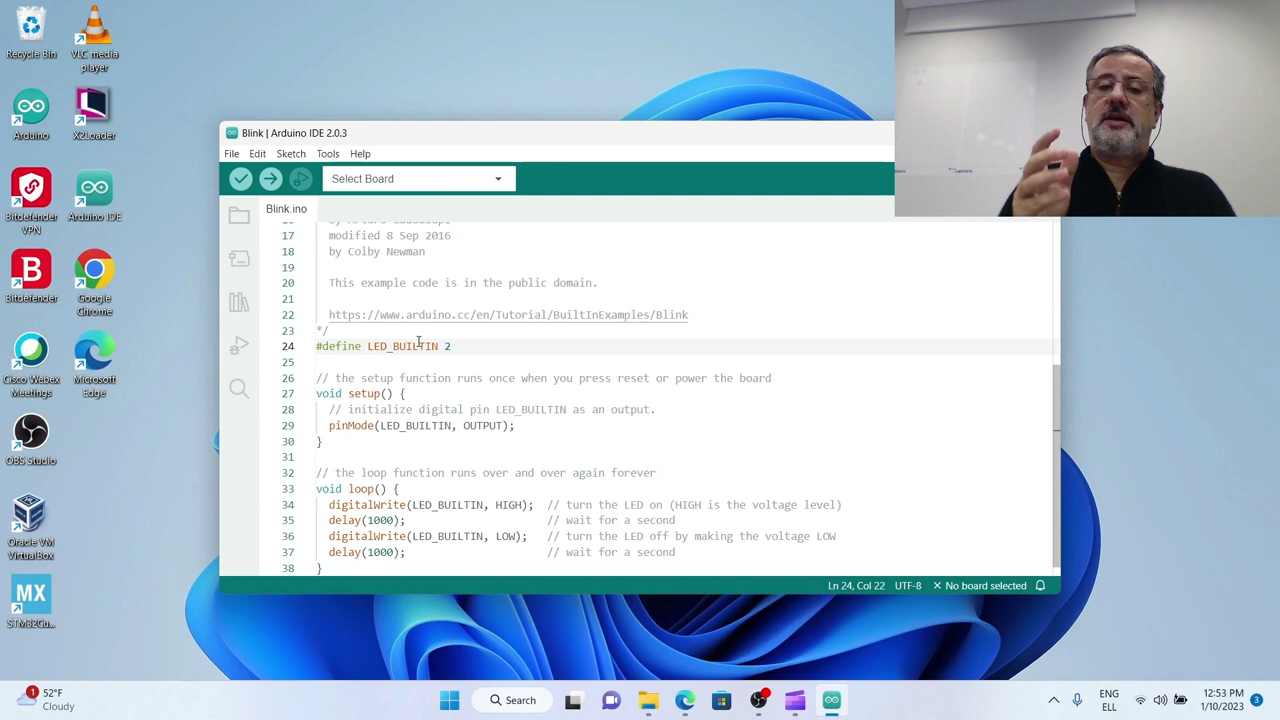 Recycle Bin
VLC media
player
Arduino
X2Loader
Bitdefender
VPN
Arduino IDE
Bitdefender
Google
Chrome
Cisco Webex
Meetings
Microsoft
Edge
OBS Studio
Oracle VM
VirtualBox
MX
STM32Cu...
Blink | Arduino IDE 2.0.3
File Edit Sketch Tools Help
Select Board
Blink.ino
17 modified 8 Sep 2016
18 by Colby Newman
19
20 This example code is in the public domain.
21
22 https://www.arduino.cc/en/Tutorial/BuiltInExamples/Blink
23 */
24 #define LED_BUILTIN 2
25
26 // the setup function runs once when you press reset or power the board
27 void setup() {
28 // initialize digital pin LED_BUILTIN as an output.
29 pinMode(LED_BUILTIN, OUTPUT);
30 }
31
32 // the loop function runs over and over again forever
33 void loop() {
34 digitalWrite(LED_BUILTIN, HIGH); // turn the LED on (HIGH is the voltage level)
35 delay(1000); // wait for a second
36 digitalWrite(LED_BUILTIN, LOW); // turn the LED off by making the voltage LOW
37 delay(1000); // wait for a second
38 }
Ln 24, Col 22 UTF-8 No board selected
1
52°F
Cloudy
Search
ENG
ELL
12:53 PM
1/10/2023
3